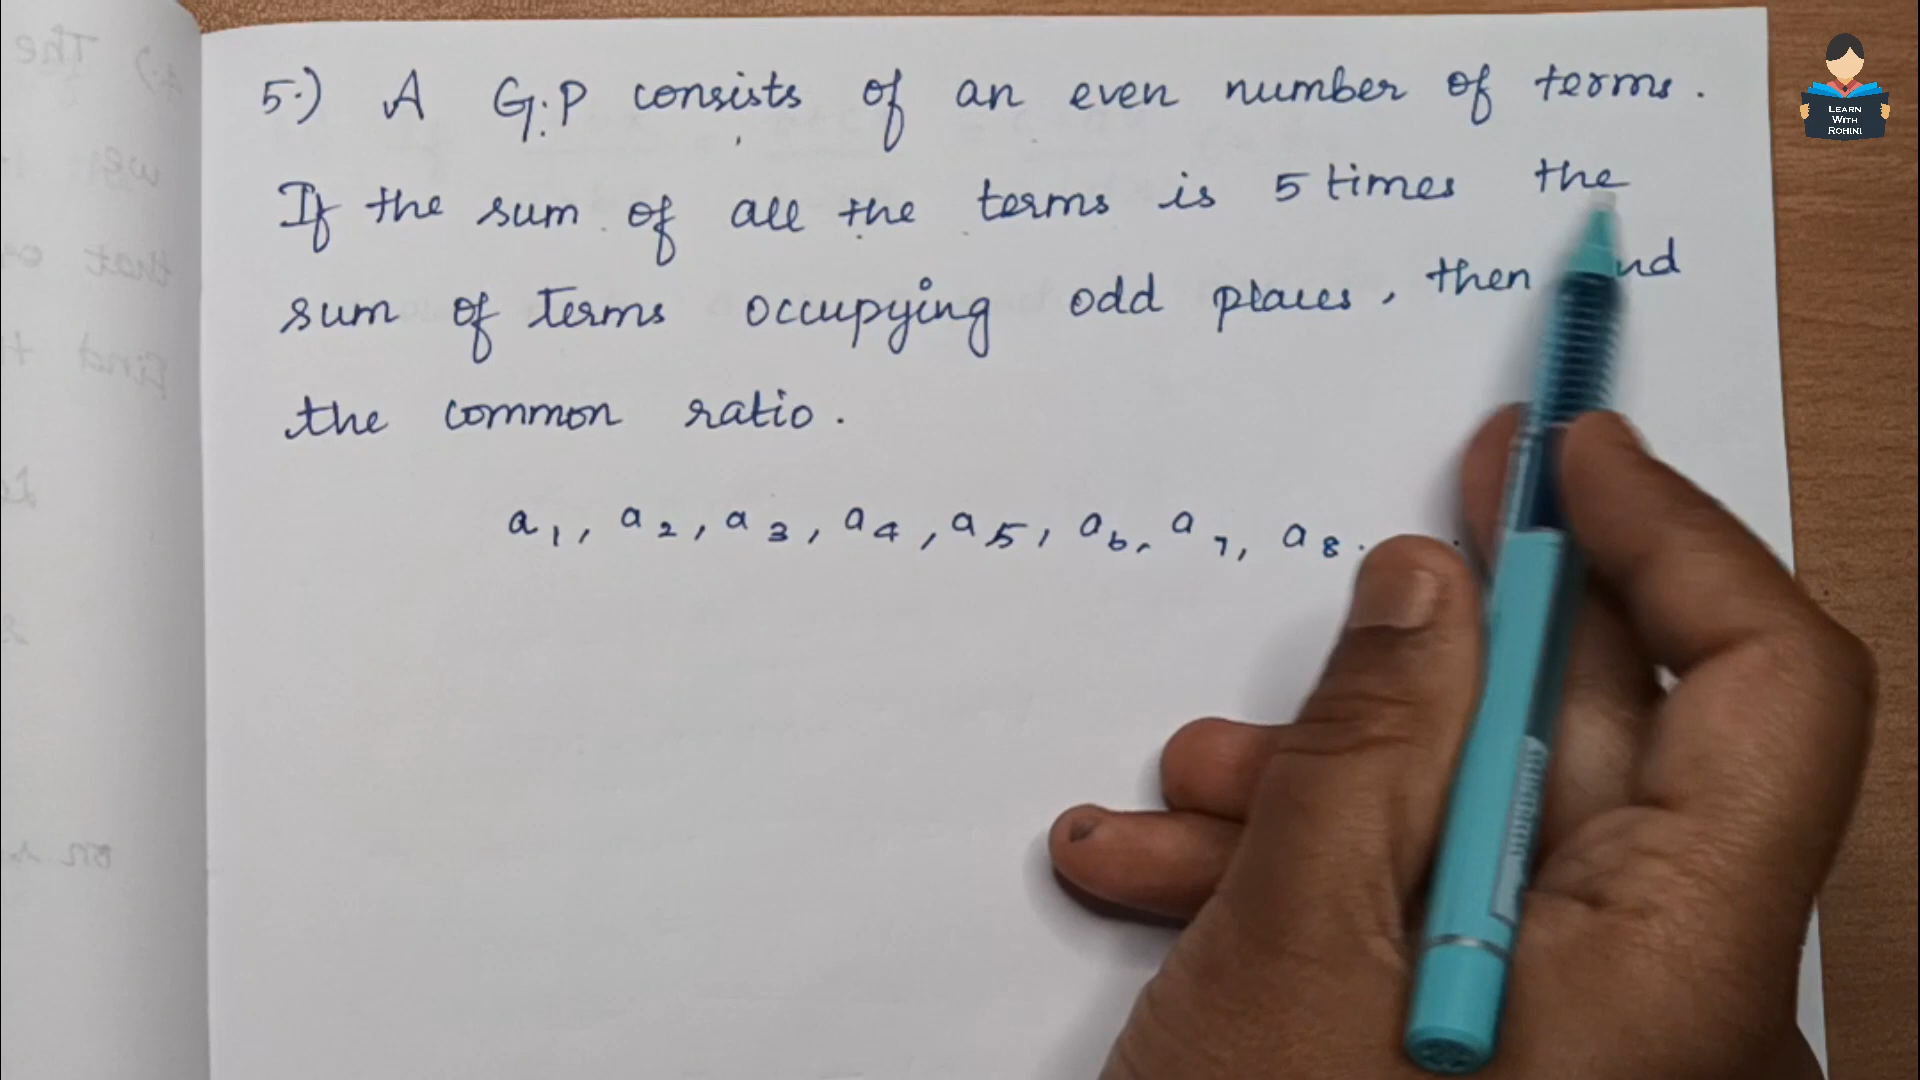 5.) A G.P consists of an even number of terms.
If the sum of all the terms is 5 times the
sum of terms occupying odd places, then
the common ratio.
a1, a2, a3, a4, a5, a6, a7, a8.
LEARN
WITH
ROHINI